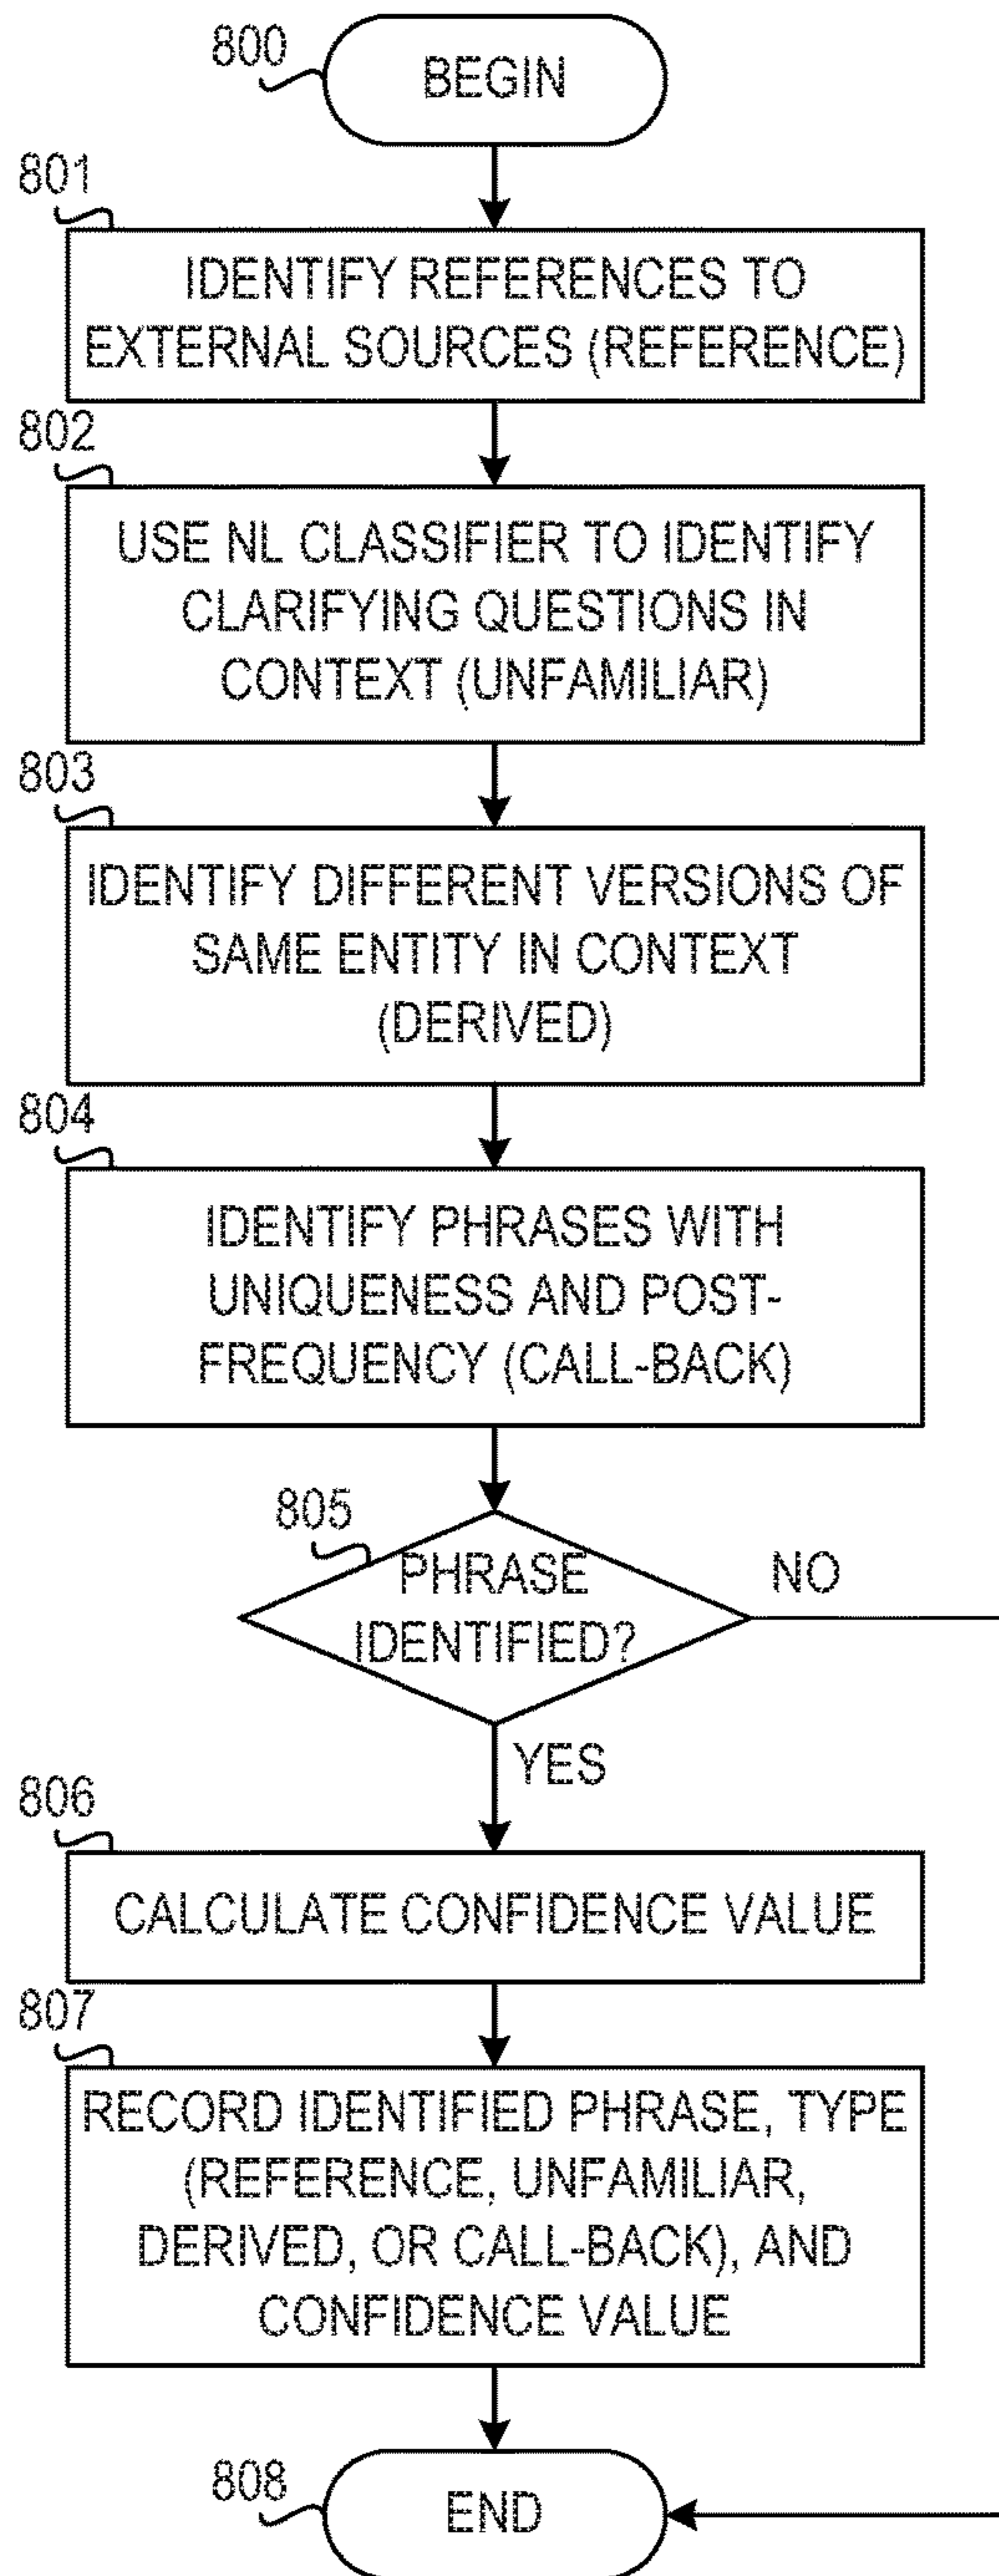 800
BEGIN
801
IDENTIFY REFERENCES TO
EXTERNAL SOURCES (REFERENCE)
802
USE NL CLASSIFIER TO IDENTIFY
CLARIFYING QUESTIONS IN
CONTEXT (UNFAMILIAR)
803
IDENTIFY DIFFERENT VERSIONS OF
SAME ENTITY IN CONTEXT
(DERIVED)
804
IDENTIFY PHRASES WITH
UNIQUENESS AND POST-
FREQUENCY (CALL-BACK)
805
PHRASE
IDENTIFIED?
NO
YES
806
CALCULATE CONFIDENCE VALUE
807
RECORD IDENTIFIED PHRASE, TYPE
(REFERENCE, UNFAMILIAR,
DERIVED, OR CALL-BACK), AND
CONFIDENCE VALUE
808
END